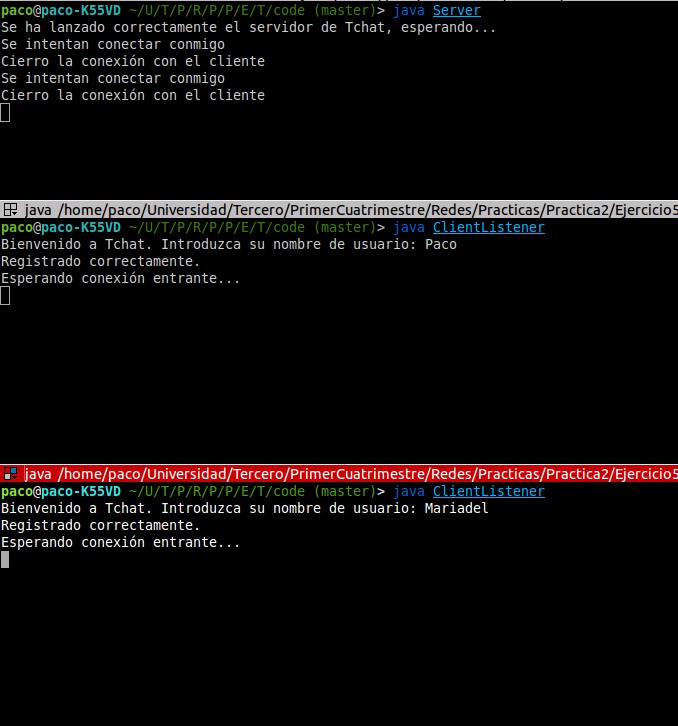 paco@paco-K55VD ~/U/T/P/R/P/P/E/T/code (master)> java Server
Se ha lanzado correctamente el servidor de Tchat, esperando...
Se intentan conectar conmigo
Cierro la conexión con el cliente
Se intentan conectar conmigo
Cierro la conexión con el cliente
java /home/paco/Universidad/Tercero/PrimerCuatrimestre/Redes/Practicas/Practica2/Ejercicio5
paco@paco-K55VD ~/U/T/P/R/P/P/E/T/code (master)> java ClientListener
Bienvenido a Tchat. Introduzca su nombre de usuario: Paco
Registrado correctamente.
Esperando conexión entrante...
java /home/paco/Universidad/Tercero/PrimerCuatrimestre/Redes/Practicas/Practica2/Ejercicio5
paco@paco-K55VD ~/U/T/P/R/P/P/E/T/code (master)> java ClientListener
Bienvenido a Tchat. Introduzca su nombre de usuario: Mariadel
Registrado correctamente.
Esperando conexión entrante...